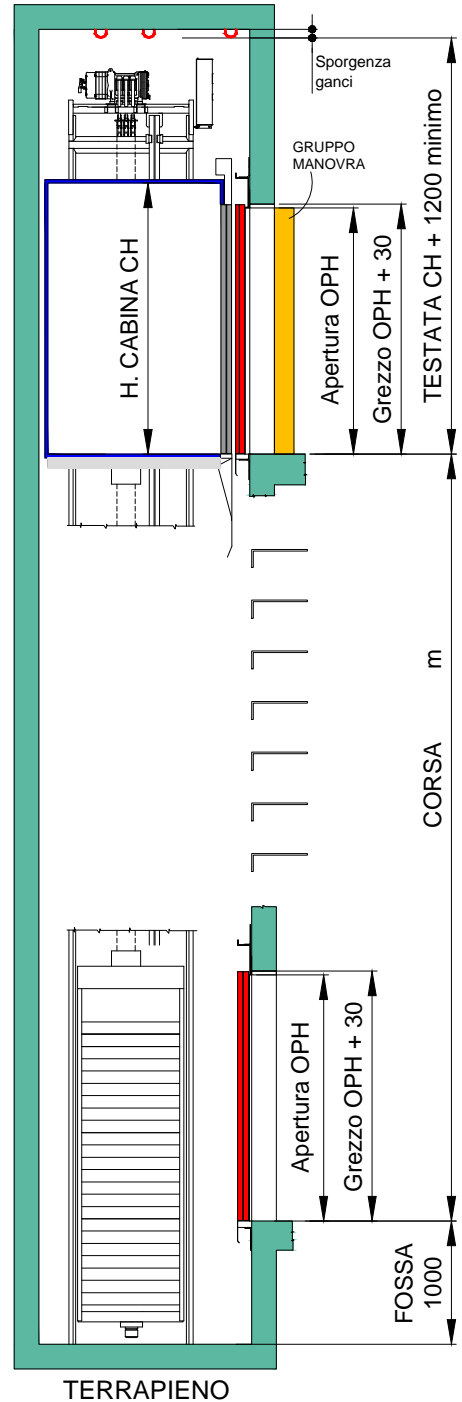 Sporgenza
ganci
GRUPPO
MANOVRA
H. CABINA CH
Apertura OPH
Grezzo OPH + 30
TESTATA CH + 1200 minimo
m
CORSA
Apertura OPH
Grezzo OPH + 30
FOSSA
1000
TERRAPIENO